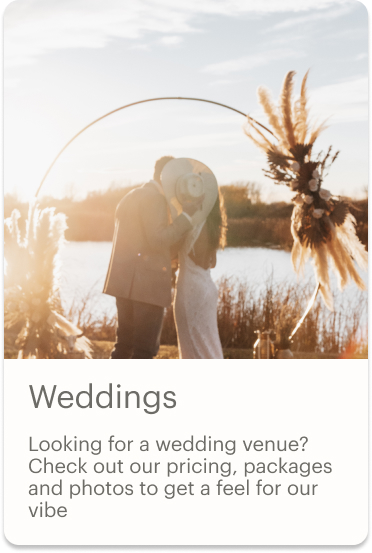 Weddings
Looking for a wedding venue?
Check out our pricing, packages
and photos to get a feel for our
vibe